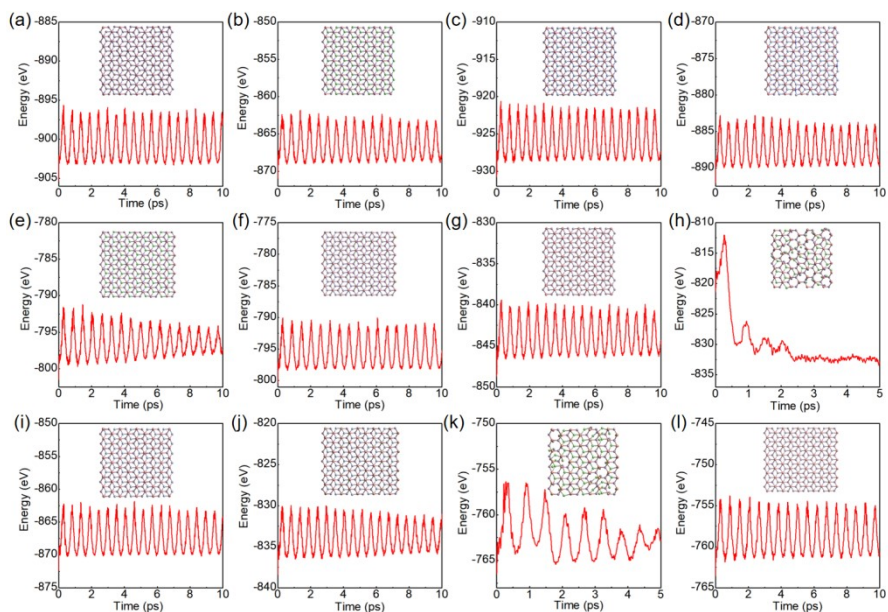 (a) (b) (c) (d)
-885 -850 -910 -870
-890 -855 -915 -875
-895 -860 -920 -880
-900 -865 -925 -885
-905 -870 -930 -890
0 2 4 6 8 10 0 2 4 6 8 10 0 2 4 6 8 10 0 2 4 6 8 10
Energy (eV) Energy (eV) Energy (eV) Energy (eV)
Time (ps) Time (ps) Time (ps) Time (ps)
(e) (f) (g) (h)
-780 -775 -830 -810
-785 -780 -835 -815
-790 -785 -840 -820
-795 -790 -845 -825
-800 -795 -850 -830
-800 -835
0 2 4 6 8 10 0 2 4 6 8 10 0 2 4 6 8 10 0 1 2 3 4 5
Energy (eV) Energy (eV) Energy (eV) Energy (eV)
Time (ps) Time (ps) Time (ps) Time (ps)
(i) (j) (k) (l)
-850 -820 -750 -745
-855 -825 -755 -750
-860 -830 -760 -755
-865 -835 -765 -760
-870 -840 -765
-875
0 2 4 6 8 10 0 2 4 6 8 10 0 1 2 3 4 5 0 2 4 6 8 10
Energy (eV) Energy (eV) Energy (eV) Energy (eV)
Time (ps) Time (ps) Time (ps) Time (ps)